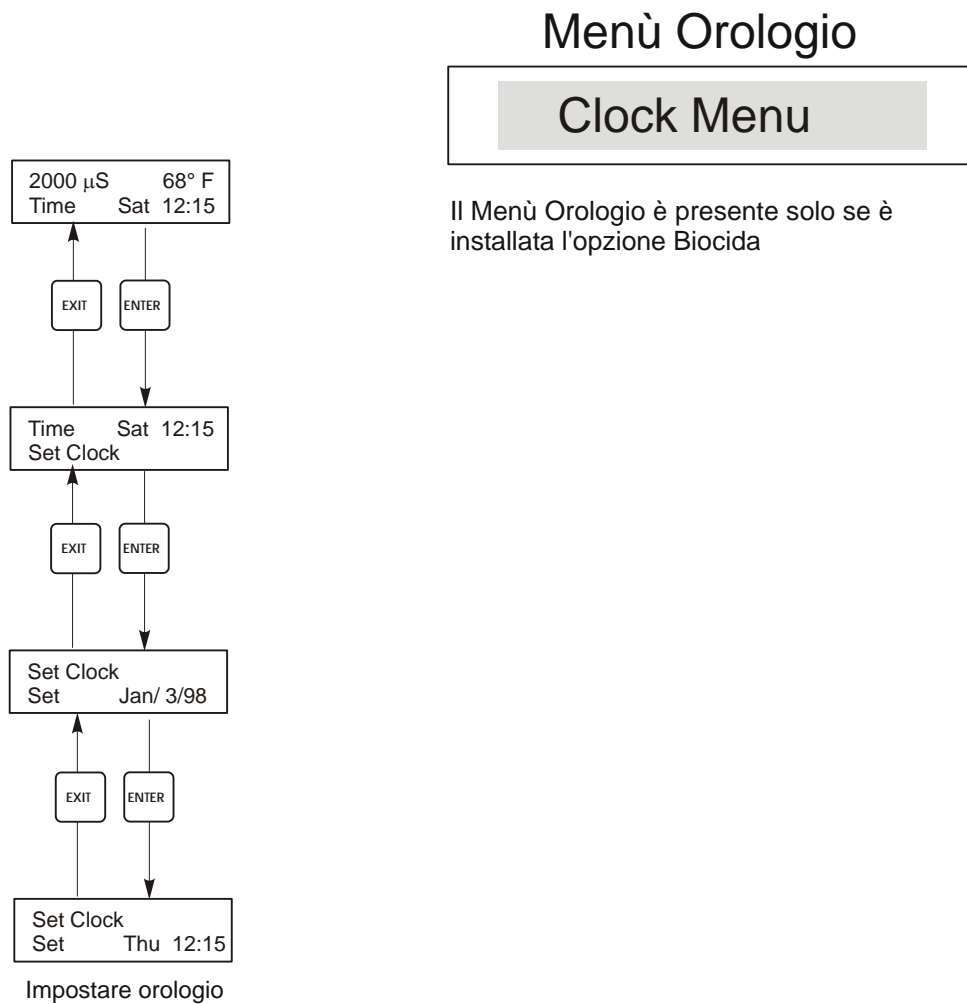 Menù Orologio
Clock Menu
Il Menù Orologio è presente solo se è
installata l'opzione Biocida
2000 μS 68° F
Time Sat 12:15
EXIT ENTER
Time Sat 12:15
Set Clock
EXIT ENTER
Set Clock
Set Jan/ 3/98
EXIT ENTER
Set Clock
Set Thu 12:15
Impostare orologio